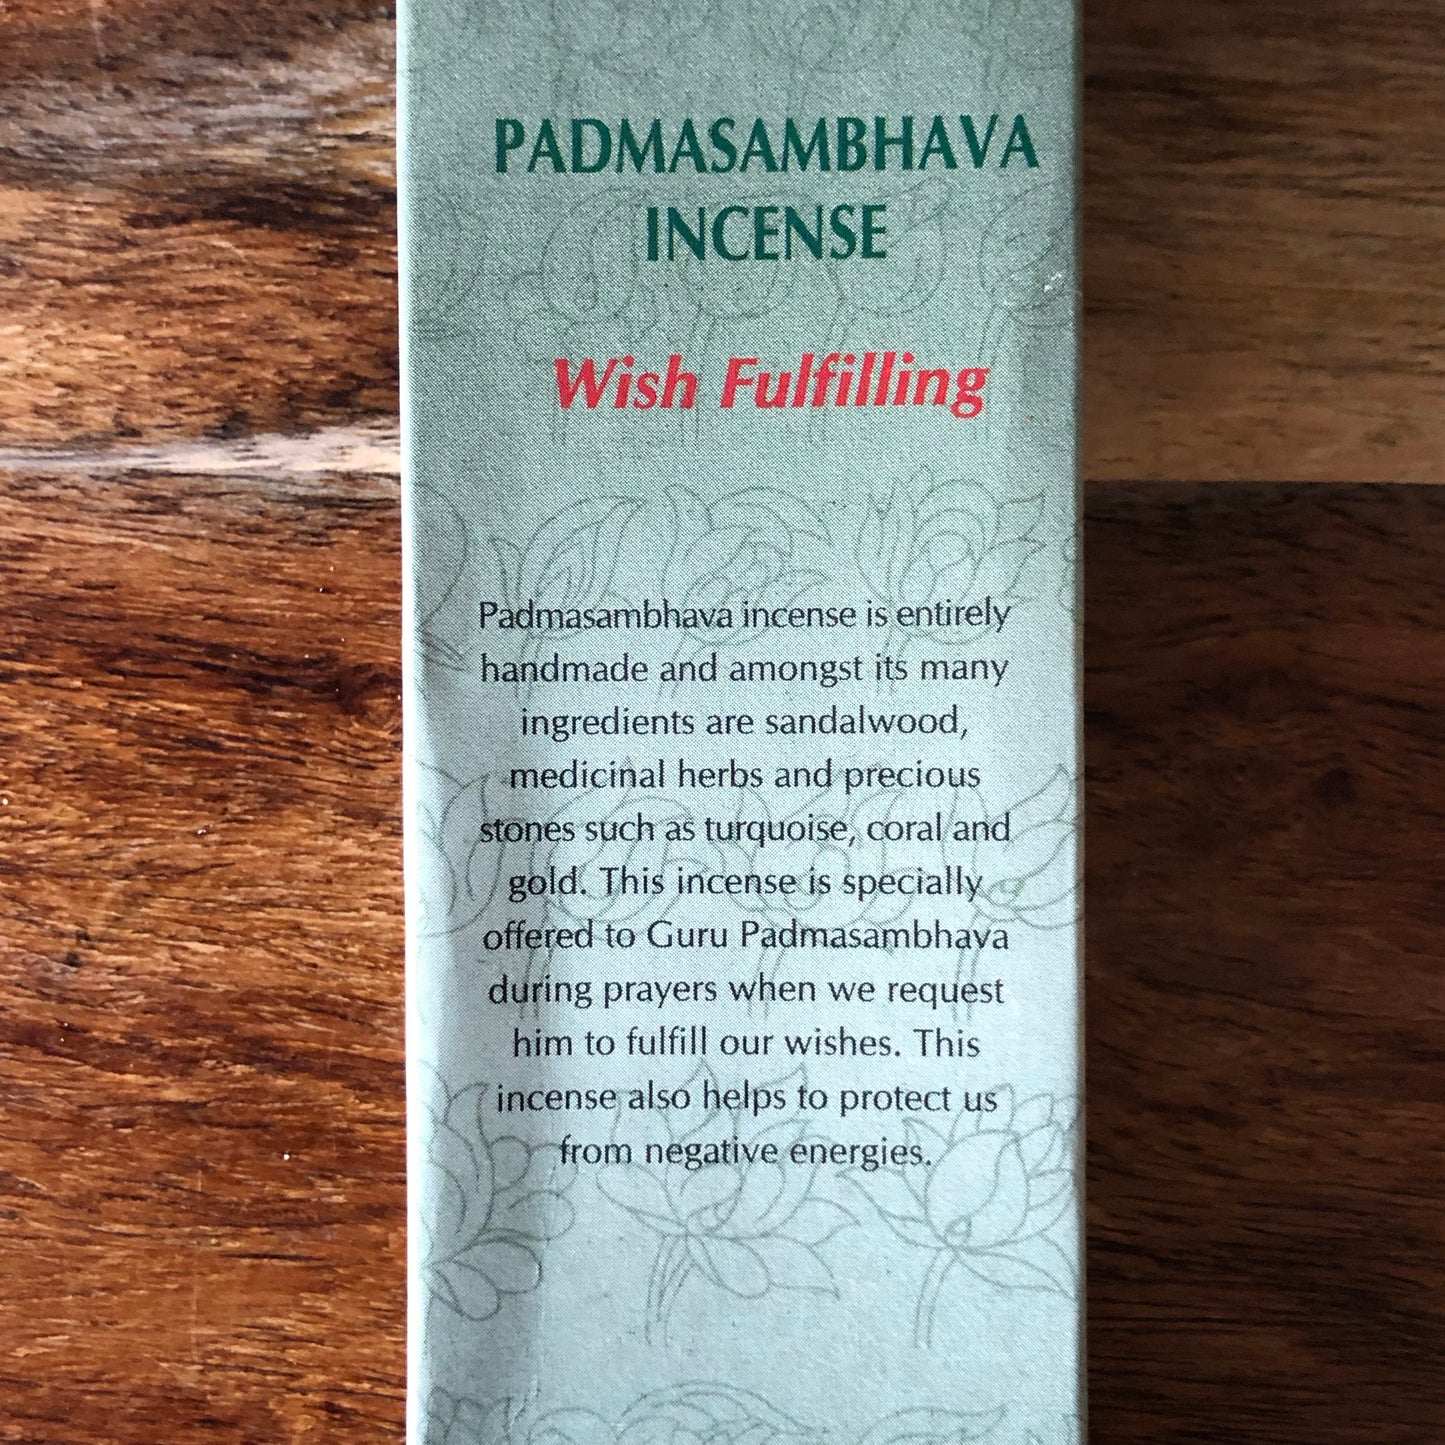 PADMASAMBHAVA
INCENSE
Wish Fulfilling
Padmasambhava incense is entirely
handmade and amongst its many
ingredients are sandalwood,
medicinal herbs and precious
stones such as turquoise, coral and
gold. This incense is specially
offered to Guru Padmasambhava
during prayers when we request
him to fulfill our wishes. This
incense also helps to protect us
from negative energies.